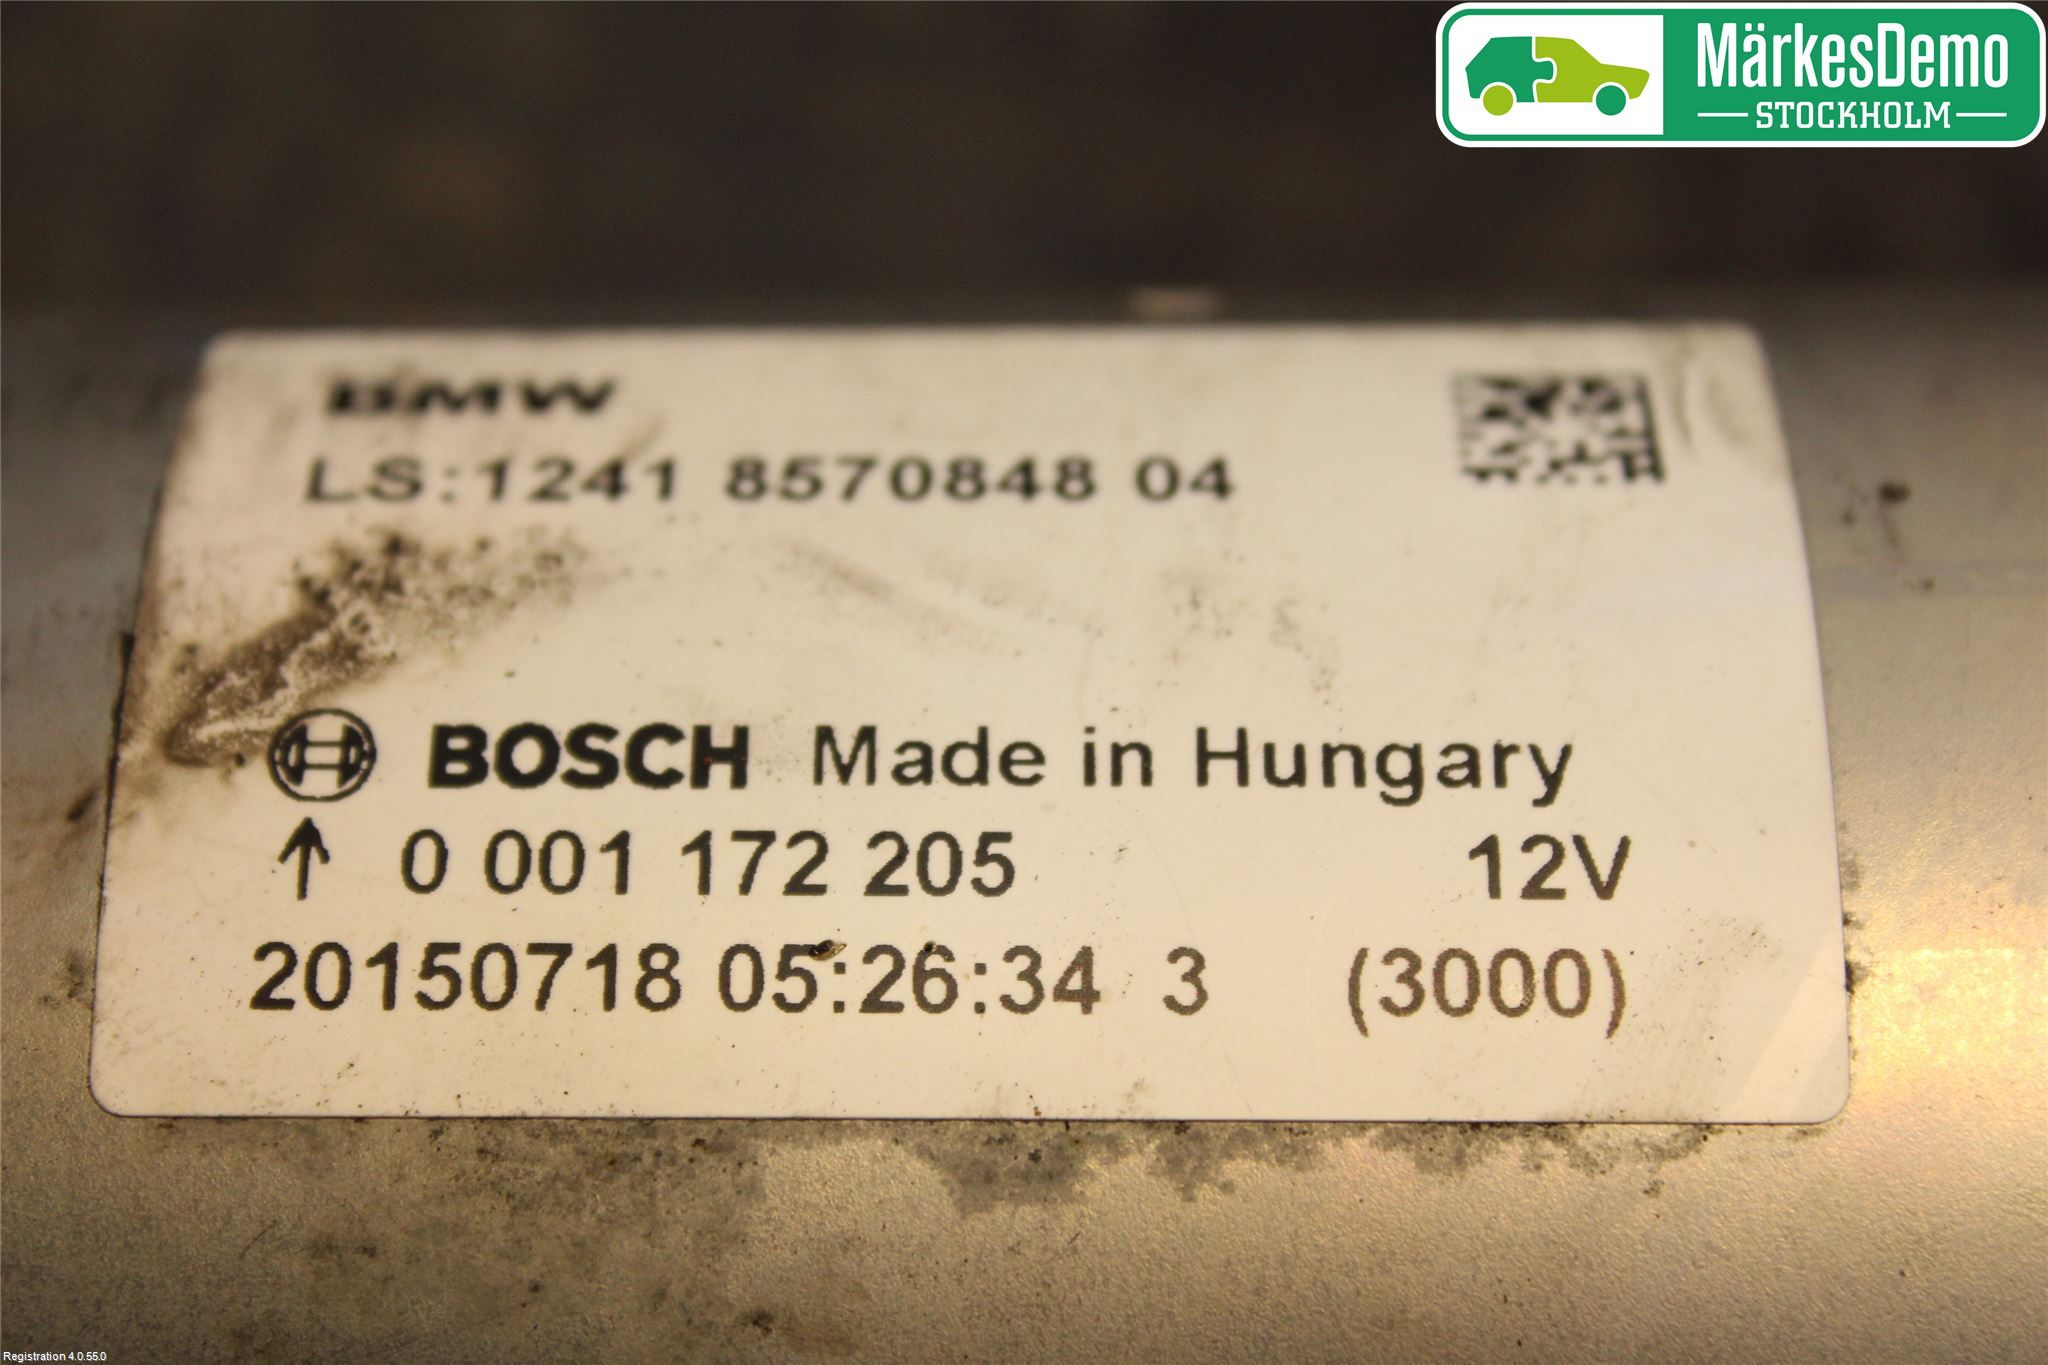 MärkesDemo
STOCKHOLM
BMW
LS:1241 8570848 04
BOSCH Made in Hungary
↑ 0 001 172 205 12V
20150718 05:26:34 3 (3000)
Registration 4.0.55.0